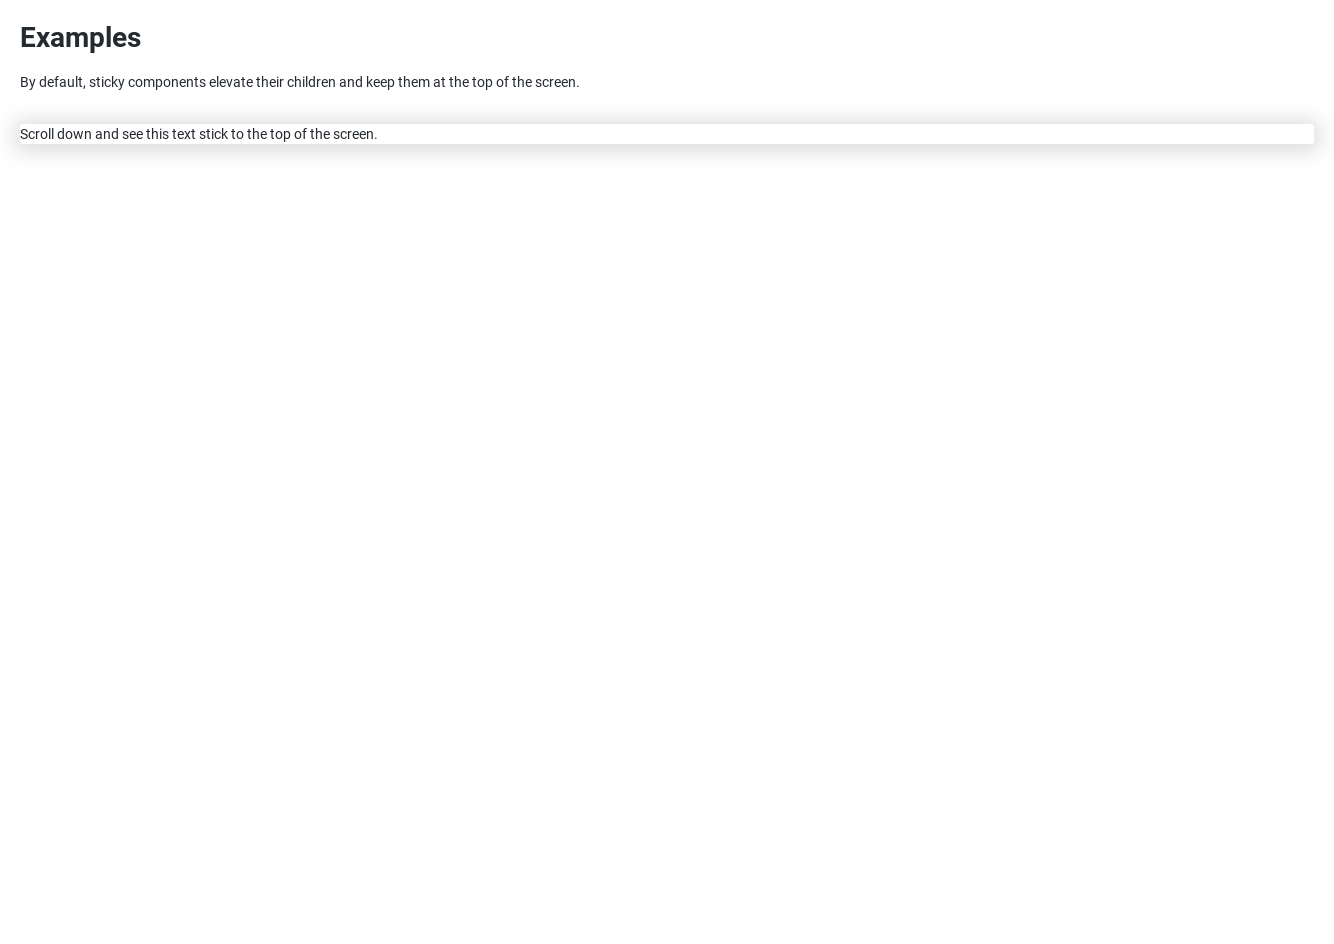 Examples
By default, sticky components elevate their children and keep them at the top of the screen.
Scroll down and see this text stick to the top of the screen.